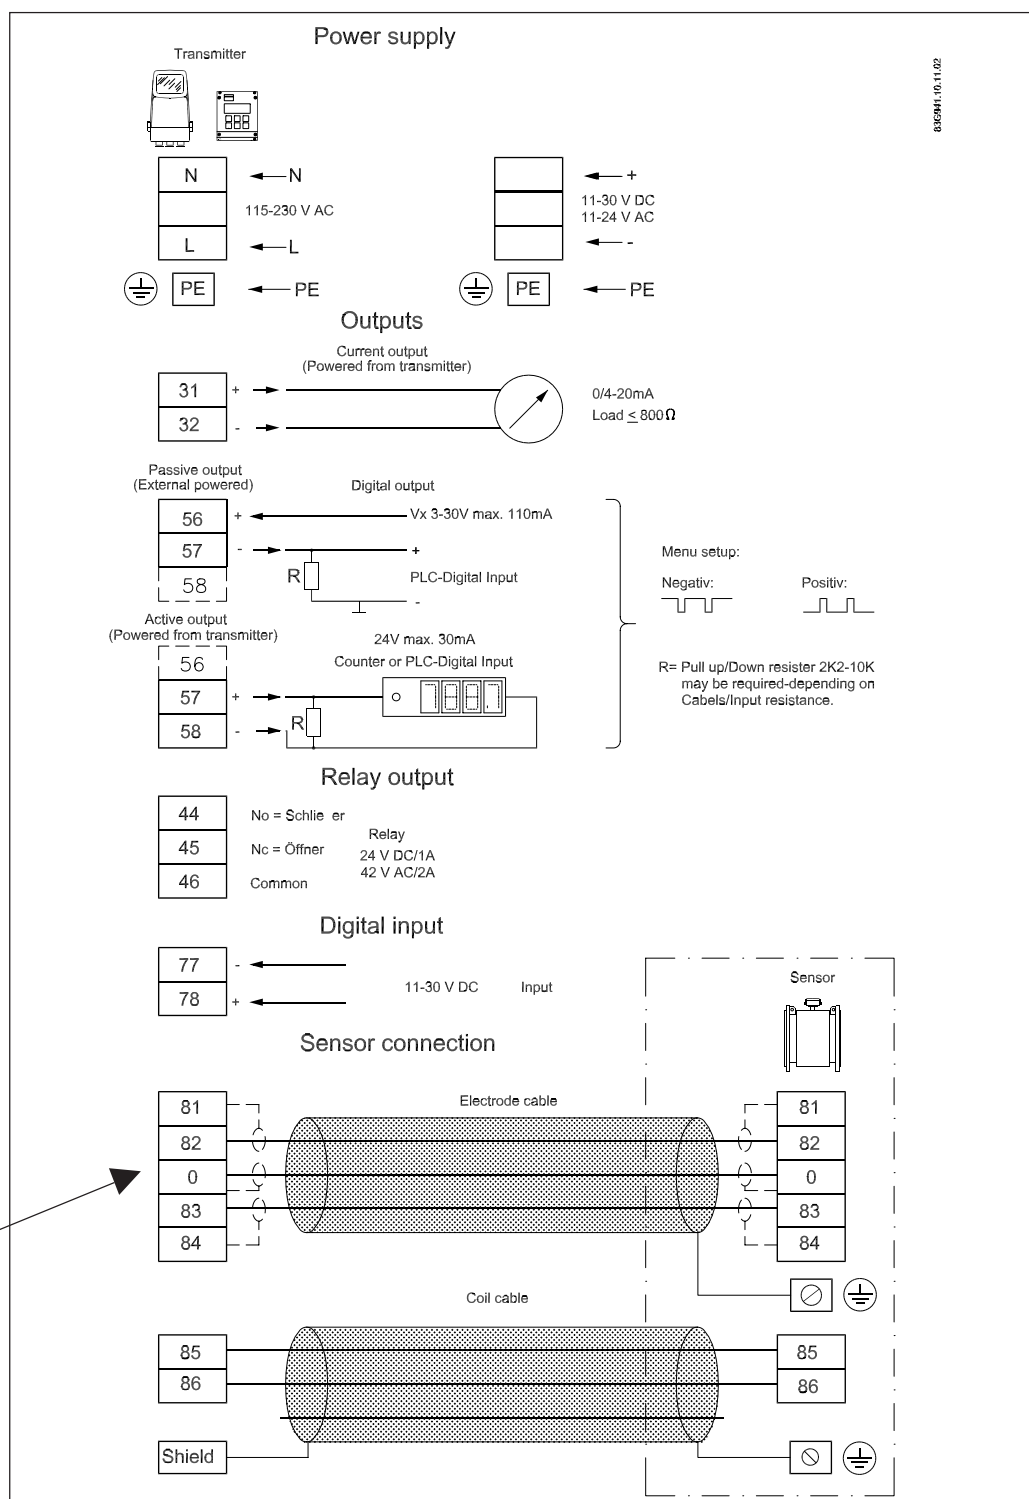 Power supply
Transmitter
83G941.10.11.02
N
N
115-230 V AC
L
L
PE
PE
+
11-30 V DC
11-24 V AC
-
PE
PE
Outputs
Current output
(Powered from transmitter)
31 +
32 -
0/4-20mA
Load ≤ 800 Ω
Passive output
(External powered)
Digital output
56 +
Vx 3-30V max. 110mA
57 -
+
R
PLC-Digital Input
58
-
Menu setup:
Negativ:
Positiv:
Active output
(Powered from transmitter)
24V max. 30mA
Counter or PLC-Digital Input
56
57 +
58 -
R
R= Pull up/Down resister 2K2-10K
may be required-depending on
Cabels/Input resistance.
Relay output
44 No = Schlie er
45 Nc = Öffner
46 Common
Relay
24 V DC/1A
42 V AC/2A
Digital input
77 -
78 +
11-30 V DC Input
Sensor
Sensor connection
Electrode cable
81 81
82 82
0 0
83 83
84 84
Coil cable
85 85
86 86
Shield